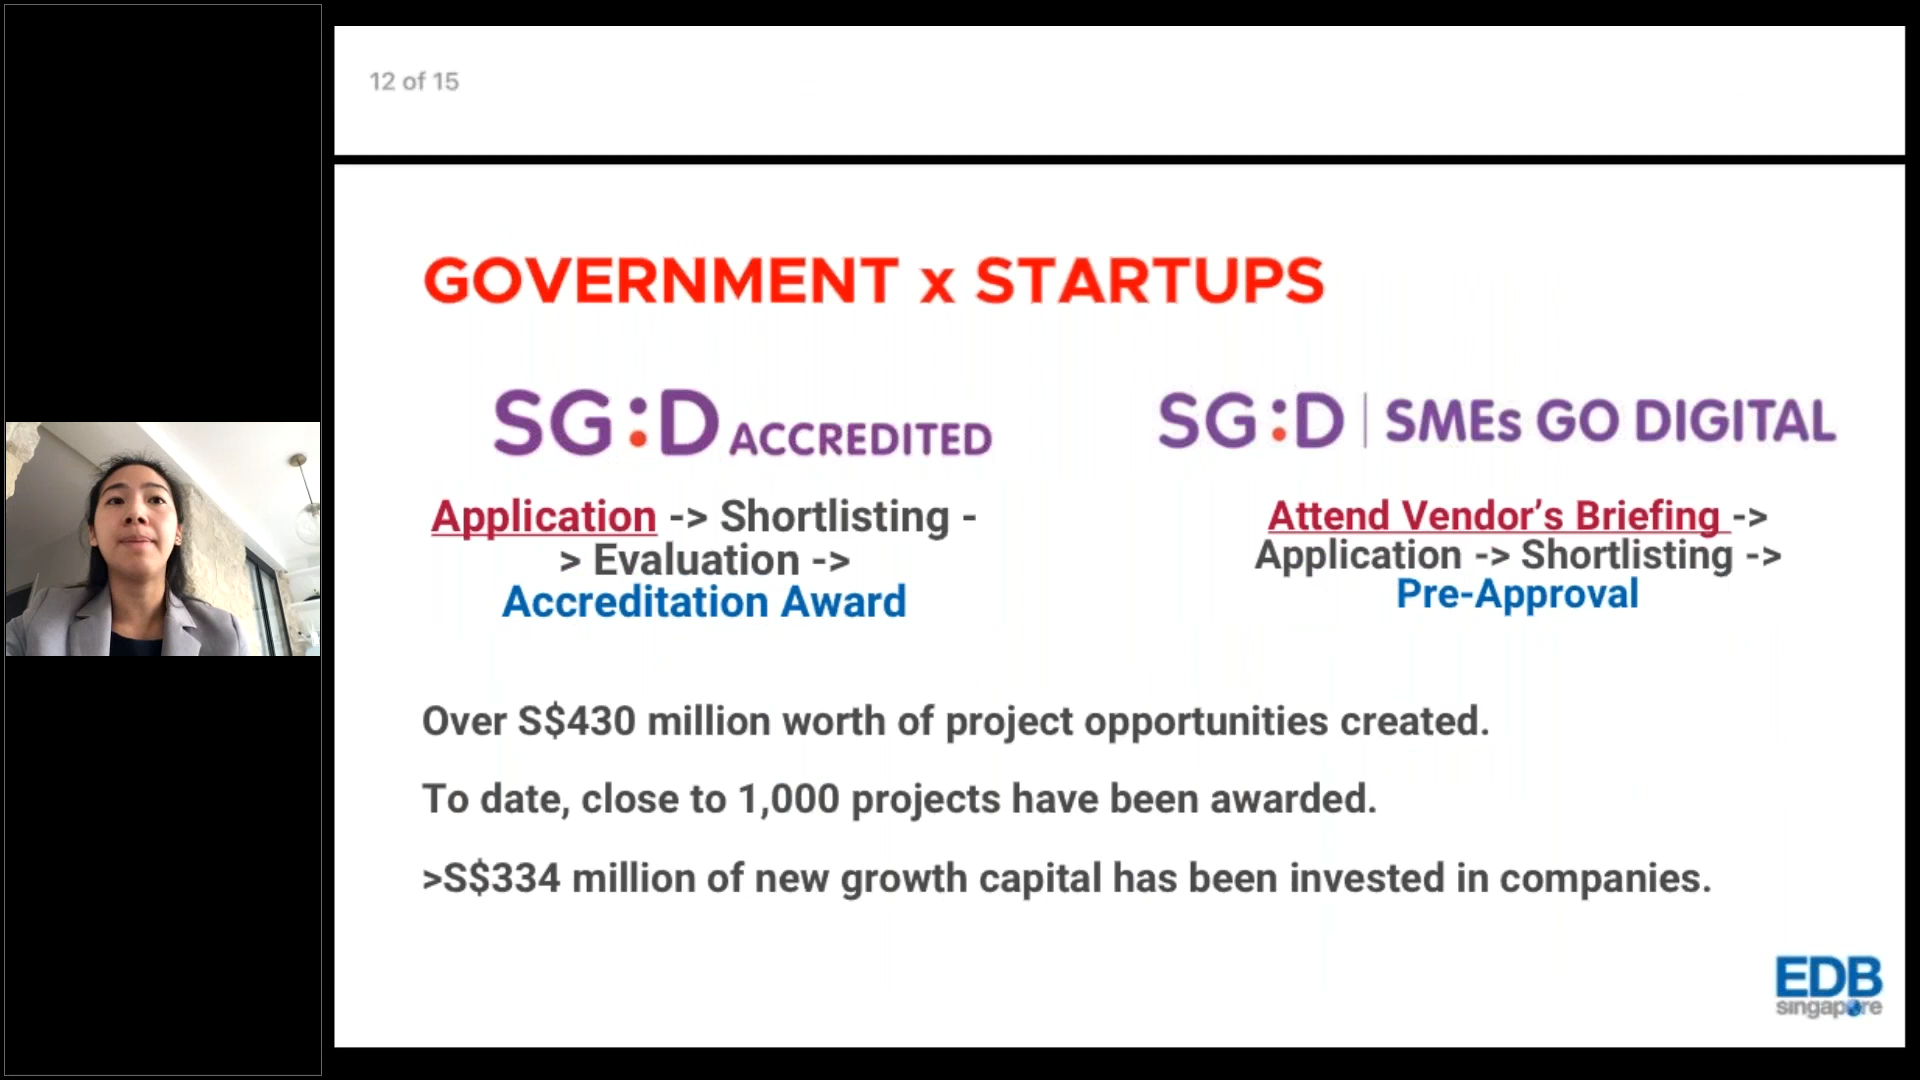 12 of 15
GOVERNMENT x STARTUPS
SG:D ACCREDITED
Application -> Shortlisting -
> Evaluation ->
Accreditation Award
SG:D | SMEs GO DIGITAL
Attend Vendor’s Briefing ->
Application -> Shortlisting ->
Pre-Approval
Over S$430 million worth of project opportunities created.
To date, close to 1,000 projects have been awarded.
>S$334 million of new growth capital has been invested in companies.
EDB
singapore